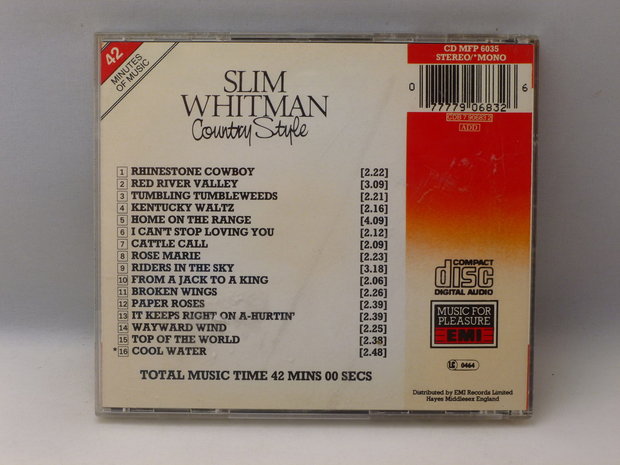 42
MINUTES
OF MUSIC
SLIM
WHITMAN
Country Style
1 RHINESTONE COWBOY [2.22]
2 RED RIVER VALLEY [3.09]
3 TUMBLING TUMBLEWEEDS [2.21]
4 KENTUCKY WALTZ [2.16]
5 HOME ON THE RANGE [4.09]
6 I CAN'T STOP LOVING YOU [2.12]
7 CATTLE CALL [2.09]
8 ROSE MARIE [2.23]
9 RIDERS IN THE SKY [3.18]
10 FROM A JACK TO A KING [2.06]
11 BROKEN WINGS [2.26]
12 PAPER ROSES [2.39]
13 IT KEEPS RIGHT ON A-HURTIN' [2.39]
14 WAYWARD WIND [2.25]
15 TOP OF THE WORLD [2.38]
*16 COOL WATER [2.48]
TOTAL MUSIC TIME 42 MINS 00 SECS
CD MFP 6035
STEREO/*MONO
0 77779 06832 6
CDB 7 90683 2
ADD
COMPACT
disc
DIGITAL AUDIO
MUSIC FOR
PLEASURE
EMI
LC 0464
Distributed by EMI Records Limited
Hayes Middlesex England